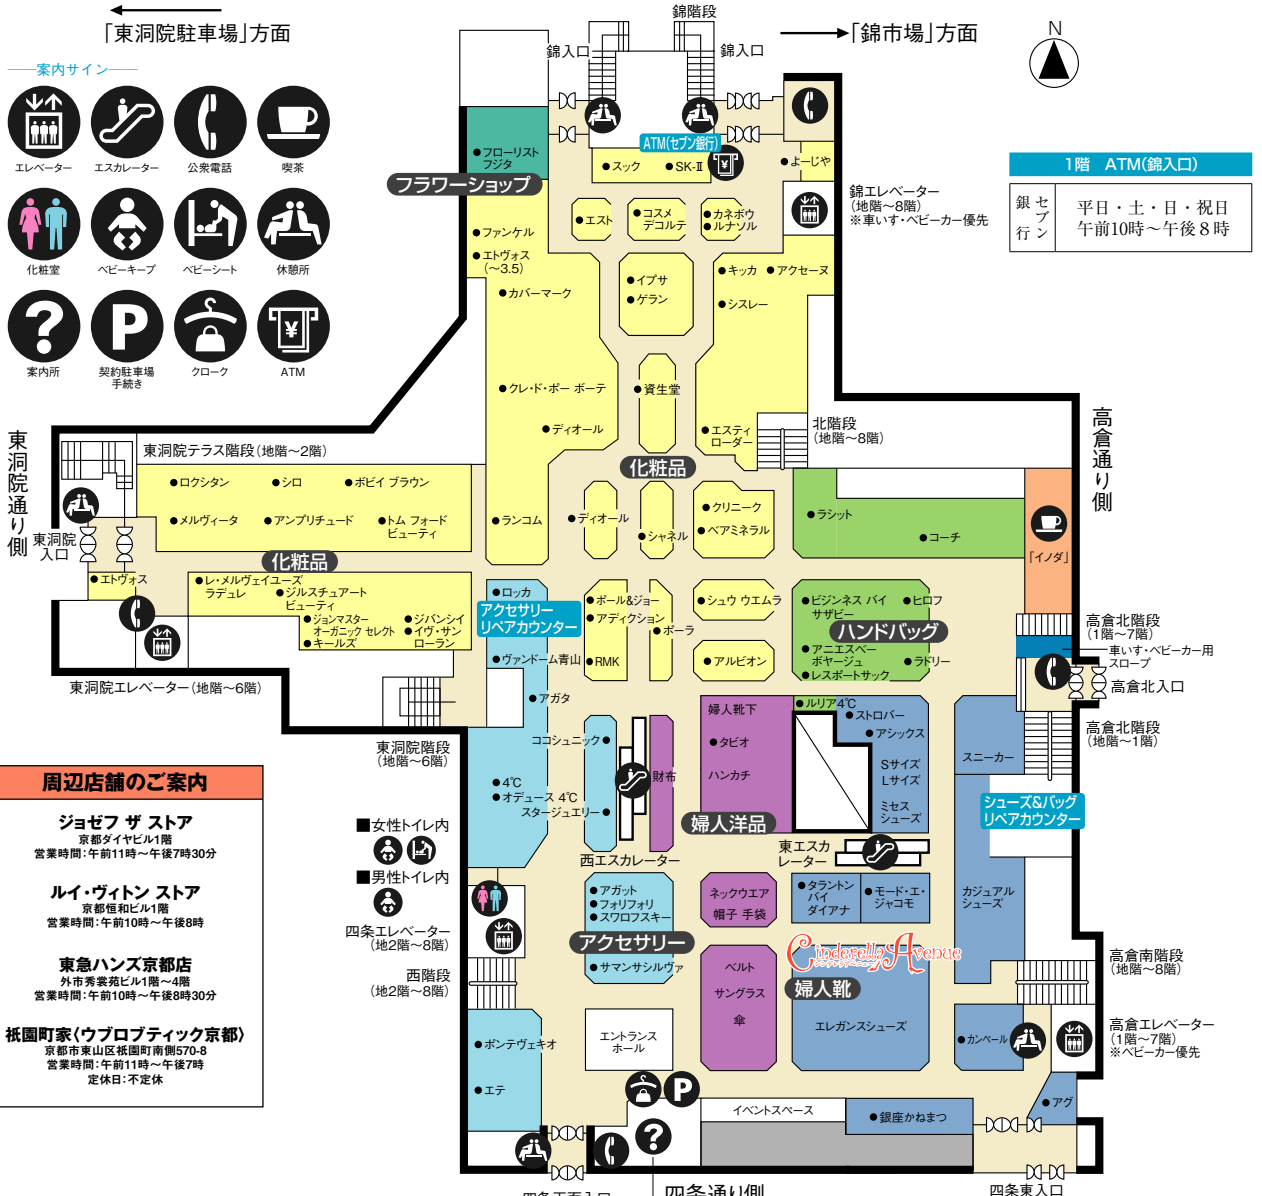 「東洞院駐車場」方面
錦階段
錦入口
錦入口
「錦市場」方面
N
案内サイン
エレベーター
エスカレーター
公衆電話
喫茶
化粧室
ベビーキープ
ベビーシート
休憩所
?
P
¥
案内所
契約駐車場
手続き
クローク
ATM
1階 ATM(錦入口)
セブン
銀行
平日・土・日・祝日
午前10時〜午後8時
ATM(セブン銀行)
¥
●フローリスト
フジタ
フラワーショップ
●スック
●SK-Ⅱ
●よーじや
錦エレベーター
(地階〜8階)
※車いす・ベビーカー優先
●エスト
●コスメ
デコルテ
●カネボウ
●ルナソル
●ファンケル
●エトヴォス
(〜3.5)
●カバーマーク
●イプサ
●ゲラン
●キッカ
●アクセーヌ
●シスレー
●クレ・ド・ポー ボーテ
●資生堂
●ディオール
●エスティ
ローダー
北階段
(地階〜8階)
化粧品
東洞院通り側
高倉通り側
東洞院テラス階段(地階〜2階)
●ロクシタン
●シロ
●ボビイ ブラウン
●メルヴィータ
●アンプリチュード
●トム フォード
ビューティ
東洞院
入口
化粧品
●ランコム
●ディオール
●シャネル
●クリニーク
●ベアミネラル
●ラシット
●コーチ
「イノダ」
●エトヴォス
●レ・メルヴェイユーズ
ラデュレ
●ジルスチュアート
ビューティ
●ジョンマスター
オーガニック セレクト
●キールズ
●ジバンシイ
●イヴ・サン
ローラン
東洞院エレベーター(地階〜6階)
●ロッカ
アクセサリー
リペアカウンター
●ヴァンドーム青山
●アガタ
●ポール&ジョー
●アディクション
●RMK
●ポーラ
●シュウ ウエムラ
●アルビオン
●ビジンネス バイ
サザビー
●ヒロフ
ハンドバッグ
●アニエスベー
ボヤージュ
●ラドリー
●レスポートサック
高倉北階段
(1階〜7階)
車いす・ベビーカー用
スロープ
高倉北入口
高倉北階段
(地階〜1階)
東洞院階段
(地階〜6階)
ココシュニック●
●4℃
●オデュース 4℃
スタージュエリー●
財布
西エスカレーター
婦人靴下
●タビオ
ハンカチ
婦人洋品
●ルリア 4℃
●ストロバー
●アシックス
Sサイズ
Lサイズ
ミセス
シューズ
スニーカー
シューズ&バッグ
リペアカウンター
東エスカ
レーター
周辺店舗のご案内
ジョゼフ ザ ストア
京都ダイヤビル1階
営業時間:午前11時〜午後7時30分
ルイ・ヴィトン ストア
京都恒和ビル1階
営業時間:午前10時〜午後8時
東急ハンズ京都店
外市秀裳苑ビル1階〜4階
営業時間:午前10時〜午後8時30分
祇園町家〈ウブロブティック京都〉
京都市東山区祇園町南側570-8
営業時間:午前11時〜午後7時
定休日:不定休
■女性トイレ内
■男性トイレ内
四条エレベーター
(地2階〜8階)
西階段
(地2階〜8階)
●アガット
●フォリフォリ
●スワロフスキー
アクセサリー
●サマンサシルヴァ
ネックウエア
帽子 手袋
●タラントン
バイ
ダイアナ
●モード・エ・
ジャコモ
カジュアル
シューズ
Cinderella Avenue
シンデレラアベニュー
婦人靴
エレガンスシューズ
ベルト
サングラス
傘
高倉南階段
(地階〜8階)
高倉エレベーター
(1階〜7階)
※ベビーカー優先
●カンペール
●アグ
●ポンテヴェキオ
●エテ
エントランス
ホール
P
?
イベントスペース
●銀座かねまつ
四条正面入口
四条通り側
四条東入口